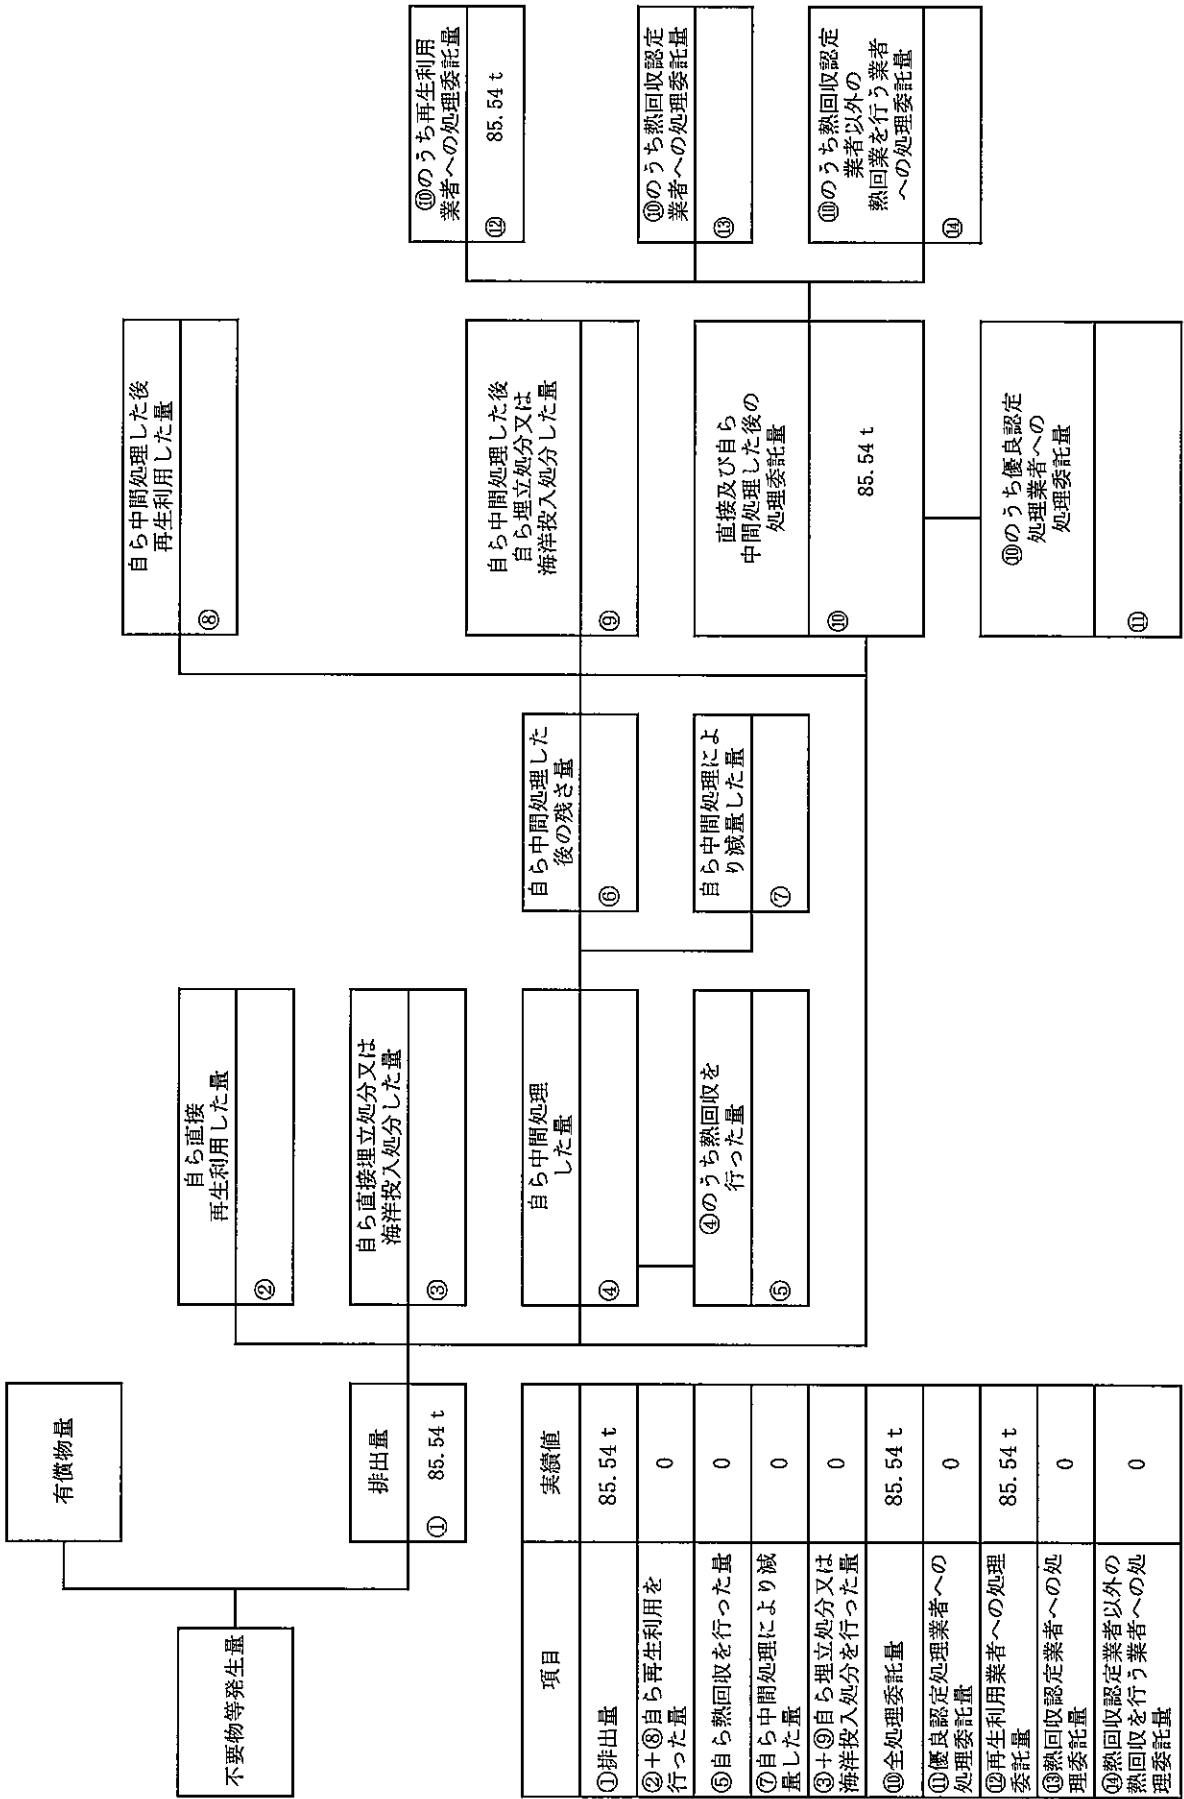 有償物量
不要物等発生量
排出量
① 85.54 t
自ら直接
再生利用した量
②
自ら直接埋立処分又は
海洋投入処分した量
③
自ら中間処理
した量
④
④のうち熱回収を
行った量
⑤
自ら中間処理した
後の残さ量
⑥
自ら中間処理によ
り減量した量
⑦
自ら中間処理した後
再生利用した量
⑧
自ら中間処理した後
自ら埋立処分又は
海洋投入処分した量
⑨
直接及び自ら
中間処理した後の
処理委託量
⑩ 85.54 t
⑩のうち優良認定
処理業者への
処理委託量
⑪
⑩のうち再生利用
業者への処理委託量
⑫ 85.54 t
⑩のうち熱回収認定
業者への処理委託量
⑬
⑩のうち熱回収認定
業者以外の
熱回業を行う業者
への処理委託量
⑭
項目 実績値
①排出量 85.54 t
②+⑧自ら再生利用を
行った量 0
⑤自ら熱回収を行った量 0
⑦自ら中間処理により減
量した量 0
③+⑨自ら埋立処分又は
海洋投入処分を行った量 0
⑩全処理委託量 85.54 t
⑪優良認定処理業者への
処理委託量 0
⑫再生利用業者への処理
委託量 85.54 t
⑬熱回収認定業者への処
理委託量 0
⑭熱回収認定業者以外の
熱回収を行う業者への処
理委託量 0